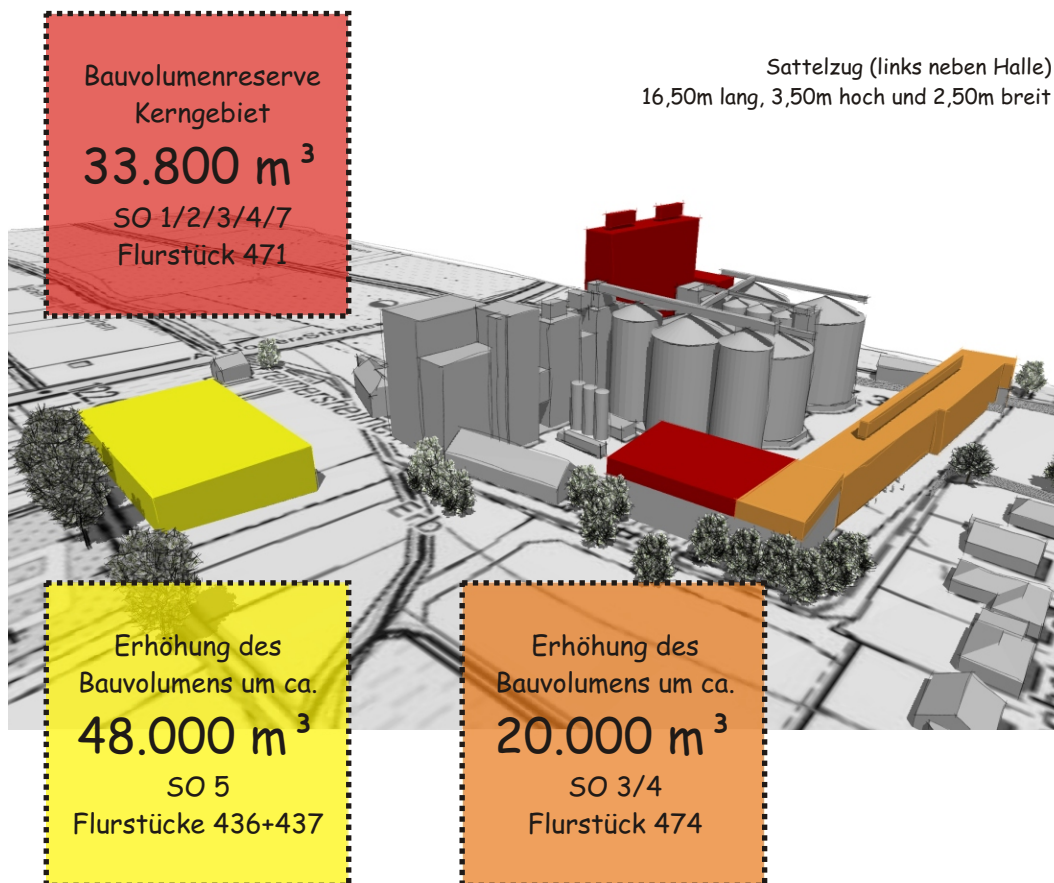 Bauvolumenreserve
Kerngebiet
33.800 m³
SO 1/2/3/4/7
Flurstück 471
Sattelzug (links neben Halle)
16,50m lang, 3,50m hoch und 2,50m breit
Elb
Erhöhung des
Bauvolumens um ca.
48.000 m³
SO 5
Flurstücke 436+437
Erhöhung des
Bauvolumens um ca.
20.000 m³
SO 3/4
Flurstück 474